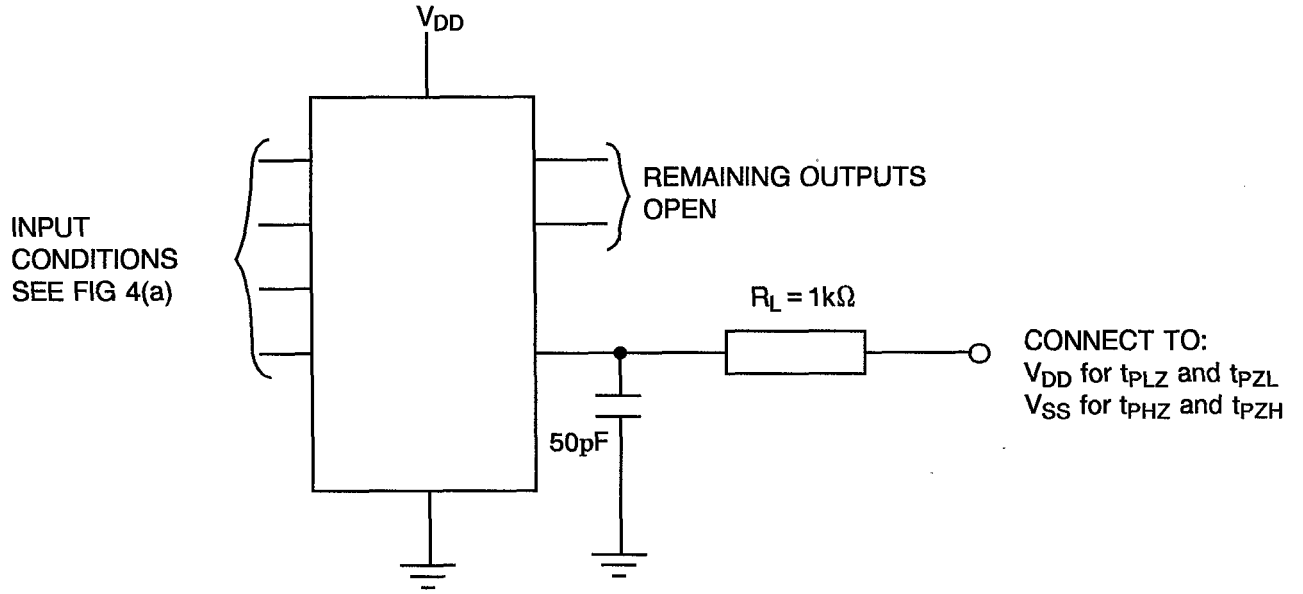 VDD
INPUT
CONDITIONS
SEE FIG 4(a)
REMAINING OUTPUTS
OPEN
RL = 1kΩ
50pF
CONNECT TO:
VDD for tPLZ and tPZL
VSS for tPHZ and tPZH